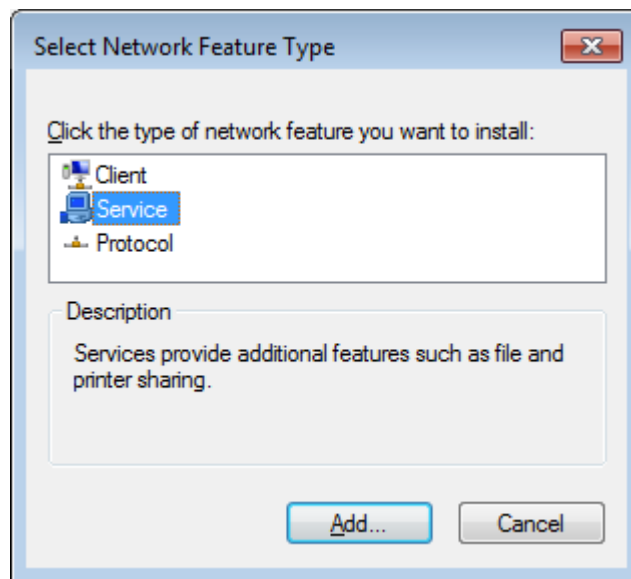 Select Network Feature Type
Click the type of network feature you want to install:
Client
Service
Protocol
Description
Services provide additional features such as file and
printer sharing.
Add...
Cancel